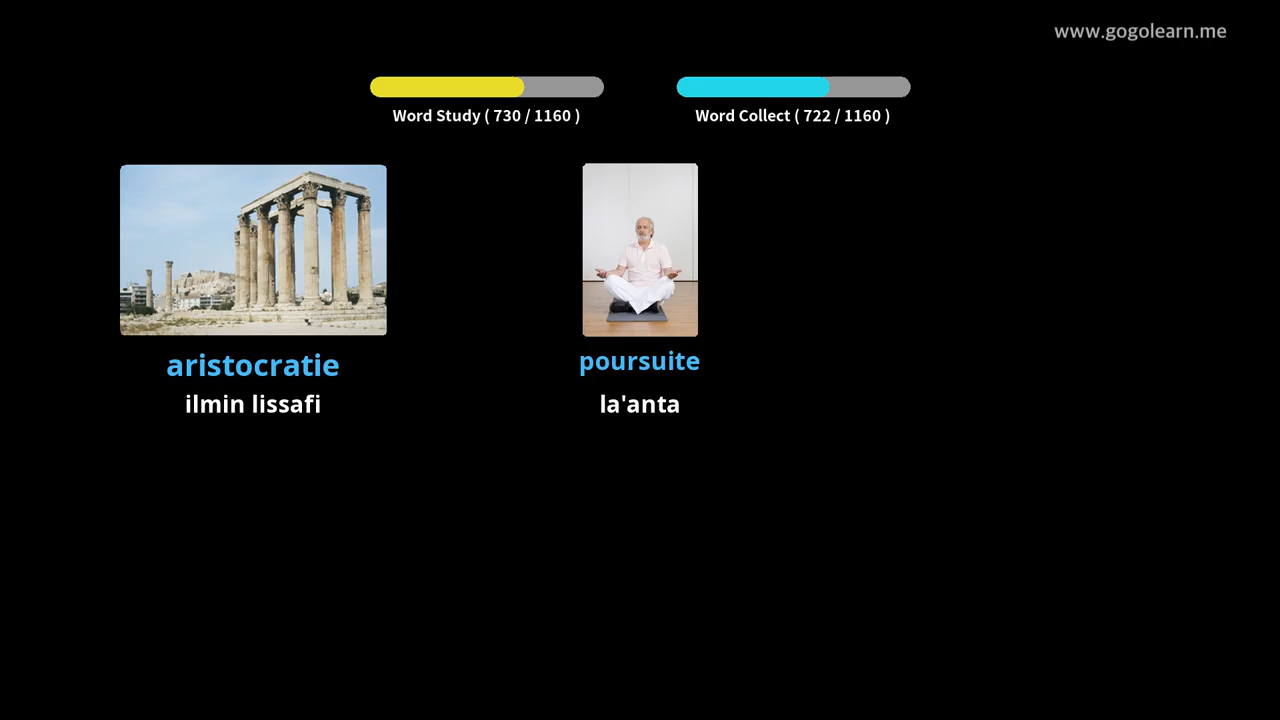 www.gogolearn.me
Word Study ( 730 / 1160 )
Word Collect ( 722 / 1160 )
aristocratie
ilmin lissafi
poursuite
la'anta